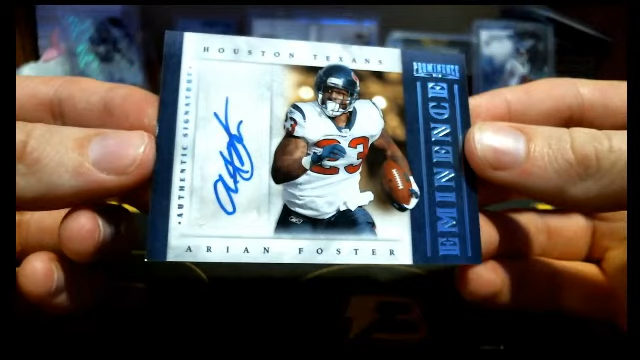 HOUSTON TEXANS
PROMINENCE
• AUTHENTIC SIGNATURE •
23
EMINENCE
ARIAN FOSTER